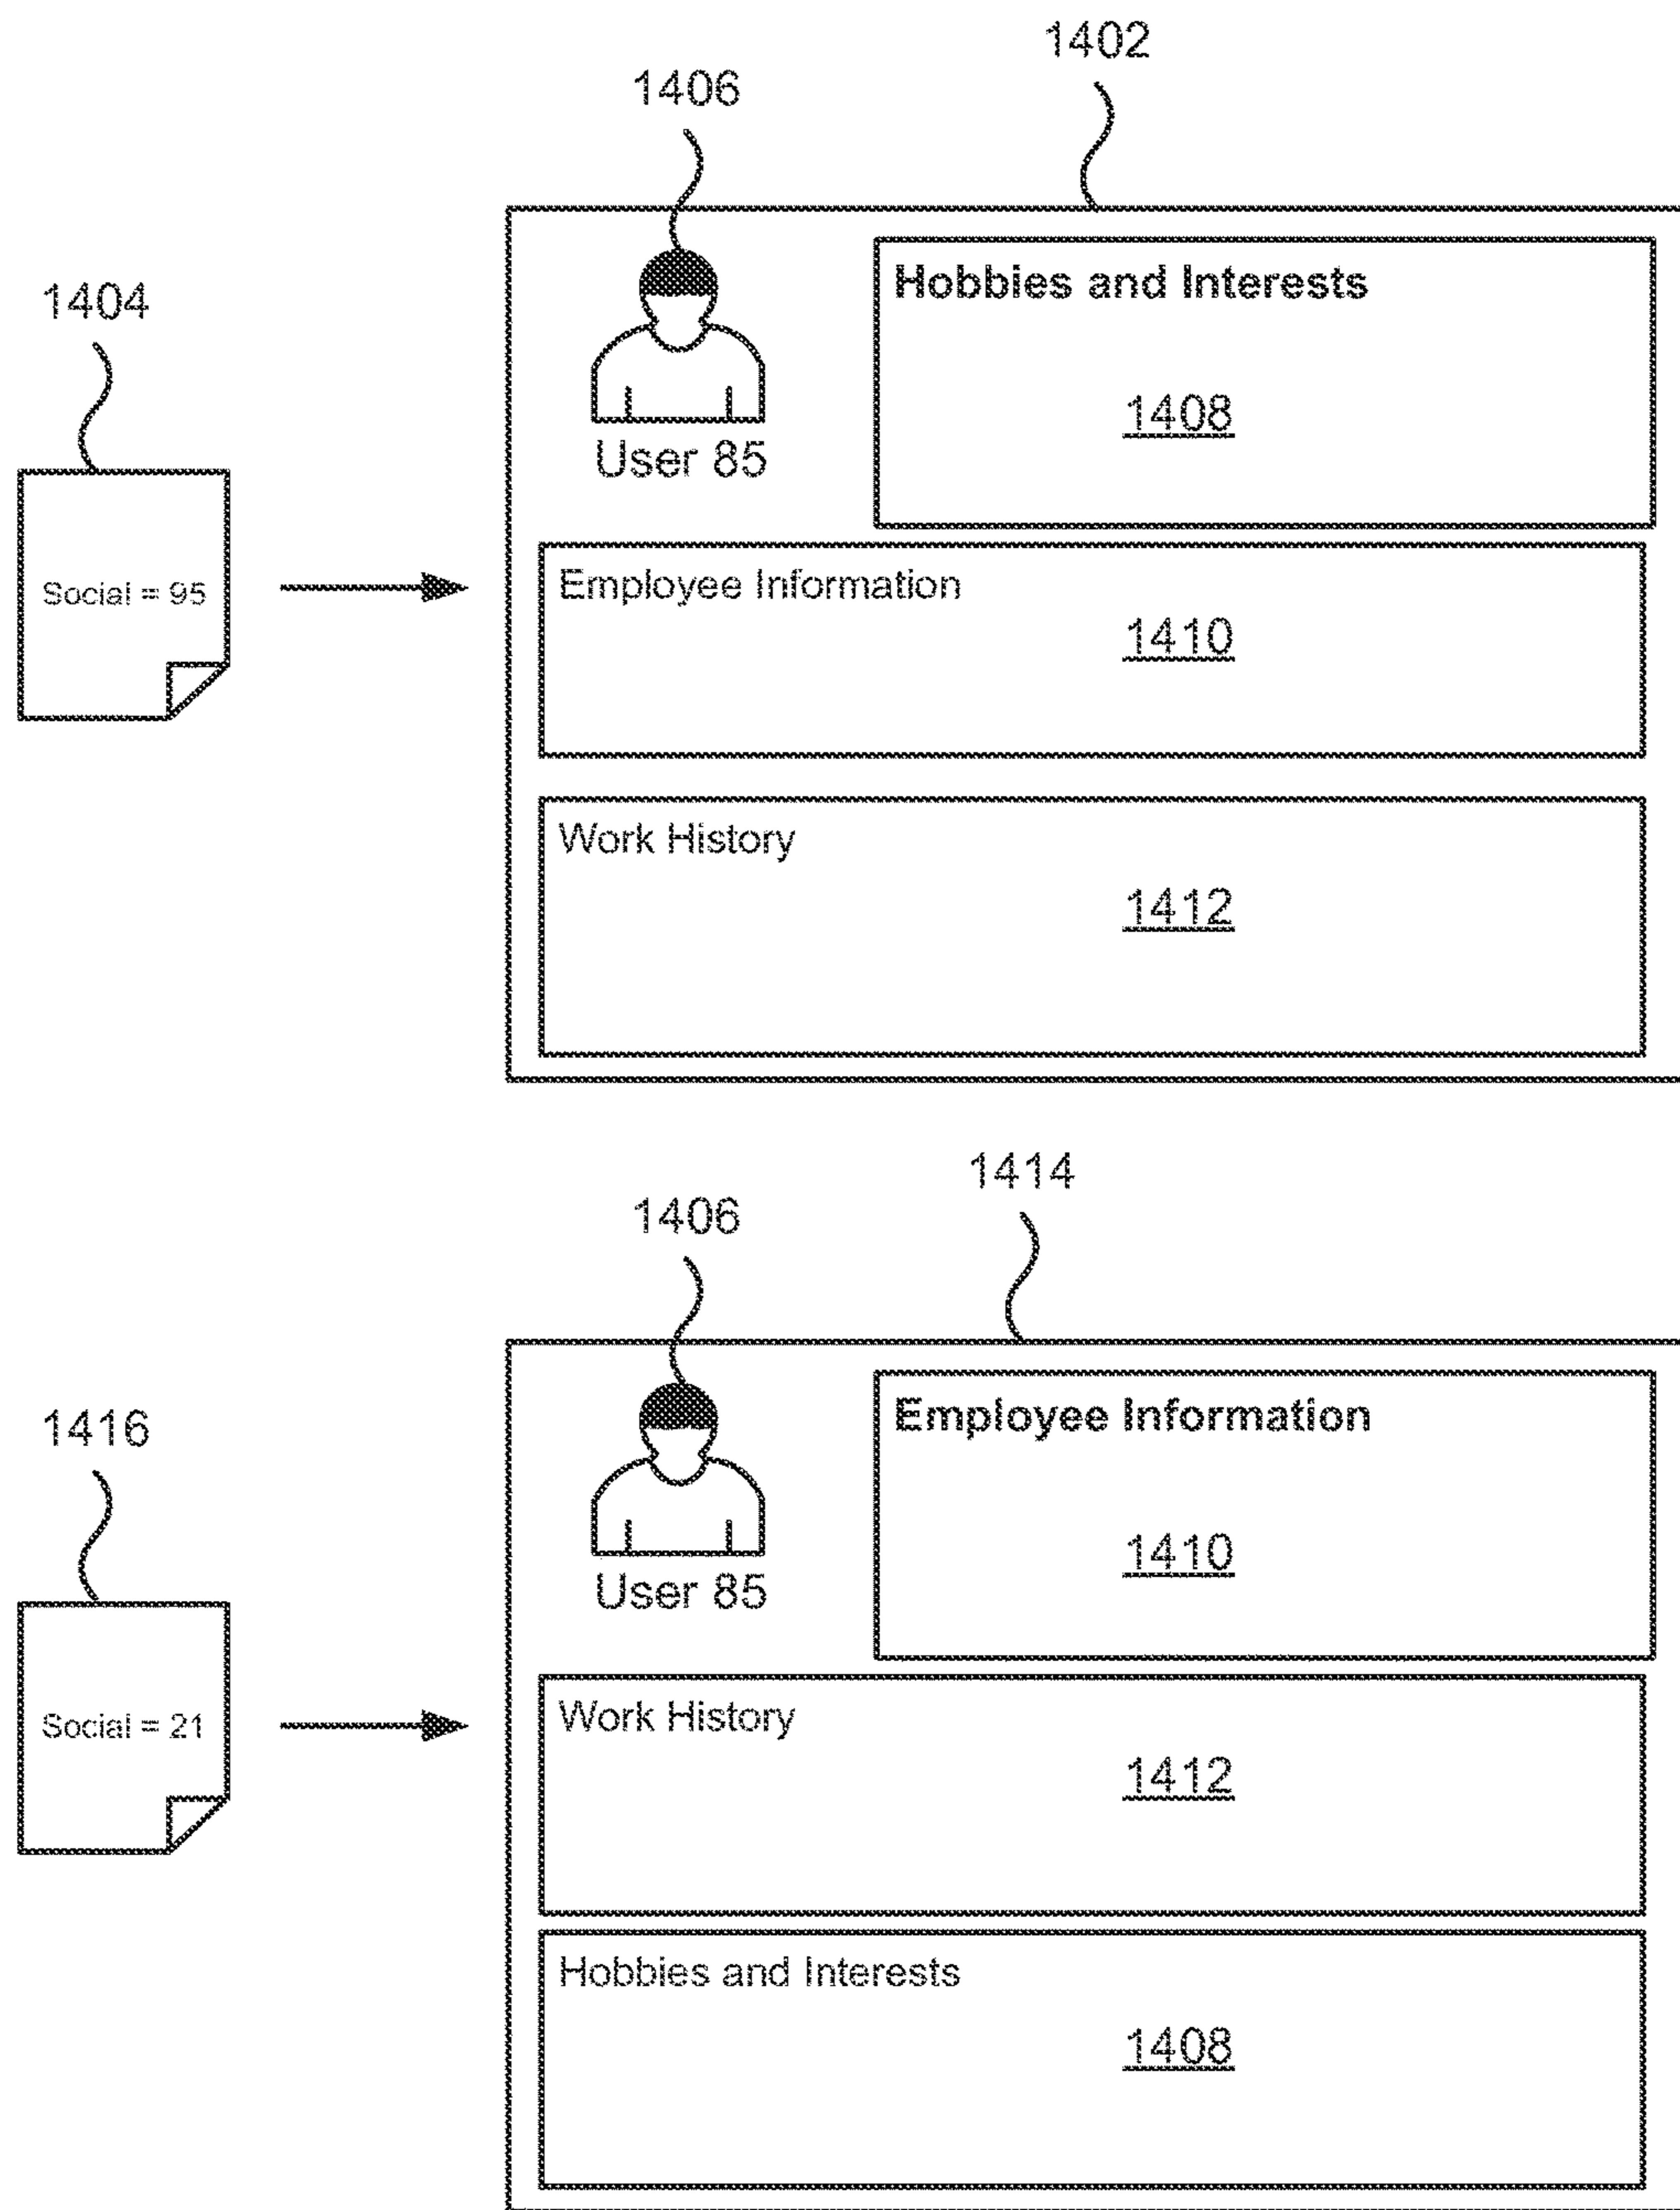 1402
1406
Hobbies and Interests
1404
1408
User 85
Employee Information
Social = 95
1410
Work History
1412
1414
1406
Employee Information
1416
1410
User 85
Work History
Social = 21
1412
Hobbies and Interests
1408